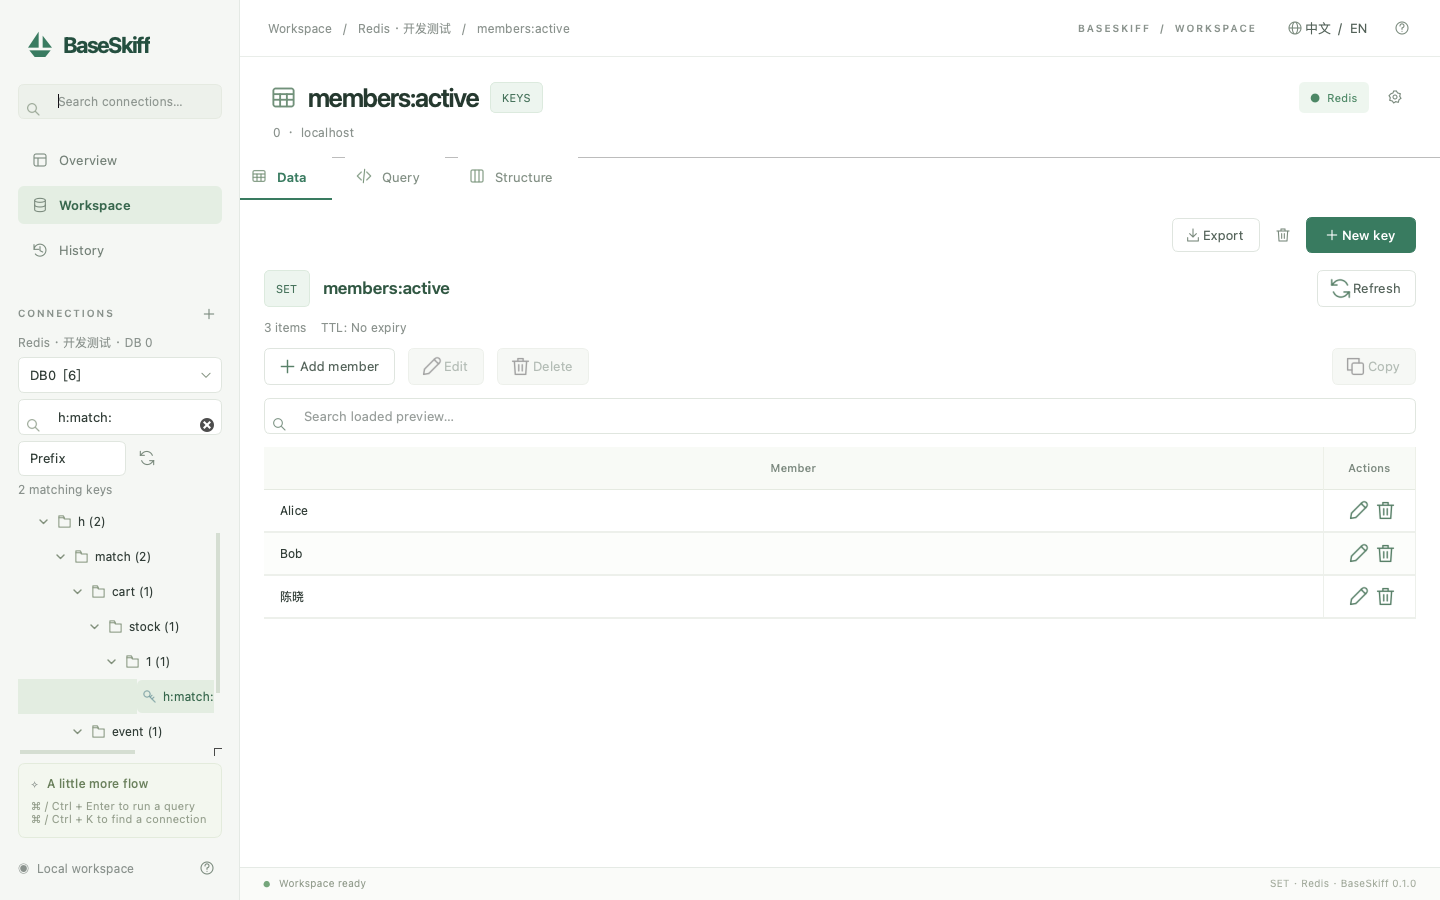 BaseSkiff
Search connections...
Overview
Workspace
History
CONNECTIONS
Redis · 开发测试 · DB 0
DB0 [6]
h:match:
Prefix
2 matching keys
h (2)
match (2)
cart (1)
stock (1)
1 (1)
h:match:
event (1)
A little more flow
⌘ / Ctrl + Enter to run a query
⌘ / Ctrl + K to find a connection
Local workspace
Workspace / Redis · 开发测试 / members:active
BASESKIFF / WORKSPACE
中文 / EN
members:active
KEYS
Redis
0 · localhost
Data
Query
Structure
Export
New key
SET
members:active
Refresh
3 items
TTL: No expiry
Add member
Edit
Delete
Copy
Search loaded preview...
Member
Actions
Alice
Bob
陈晓
Workspace ready
SET · Redis · BaseSkiff 0.1.0